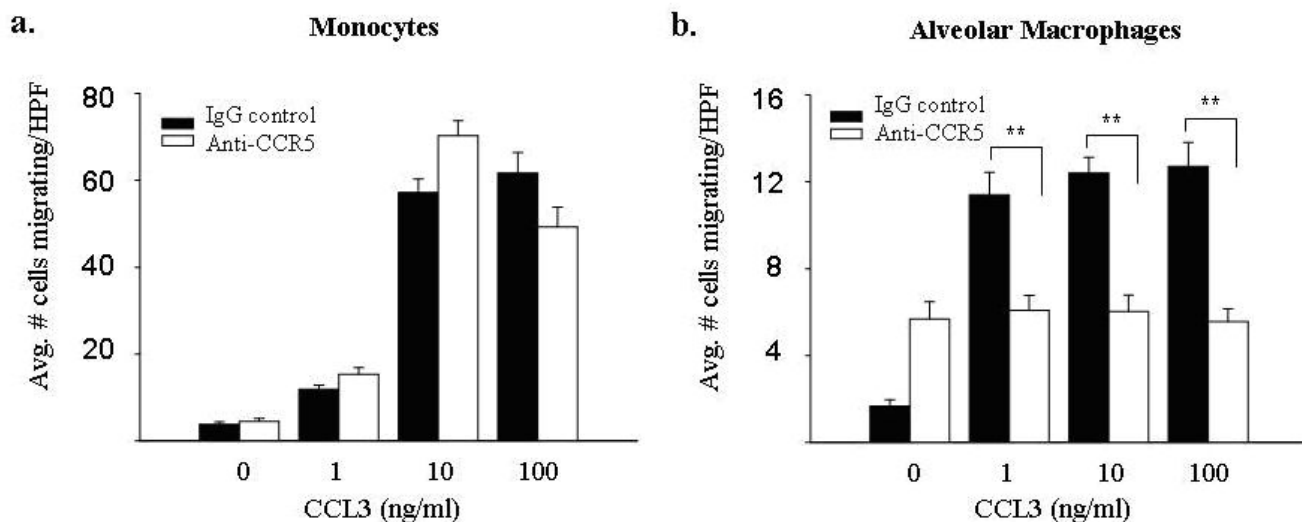 a.
Monocytes
80
60
40
20
Avg. # cells migrating/HPF
IgG control
Anti-CCR5
0 1 10 100
CCL3 (ng/ml)
b.
Alveolar Macrophages
16
12
8
4
Avg. # cells migrating/HPF
IgG control
Anti-CCR5
** ** **
0 1 10 100
CCL3 (ng/ml)